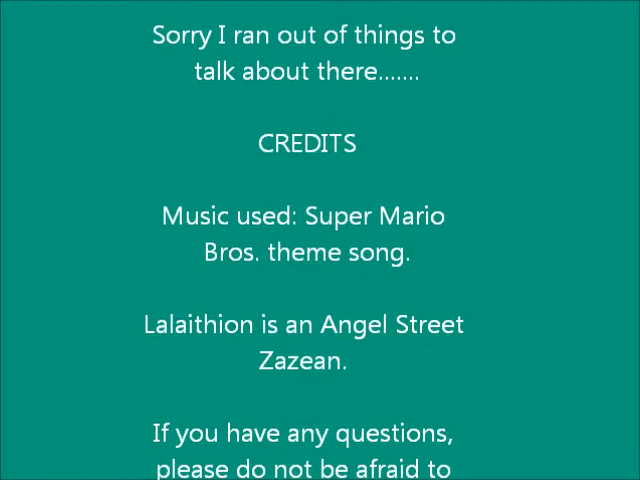 Sorry I ran out of things to
talk about there.......
CREDITS
Music used: Super Mario
Bros. theme song.
Lalaithion is an Angel Street
Zazean.
If you have any questions,
please do not be afraid to